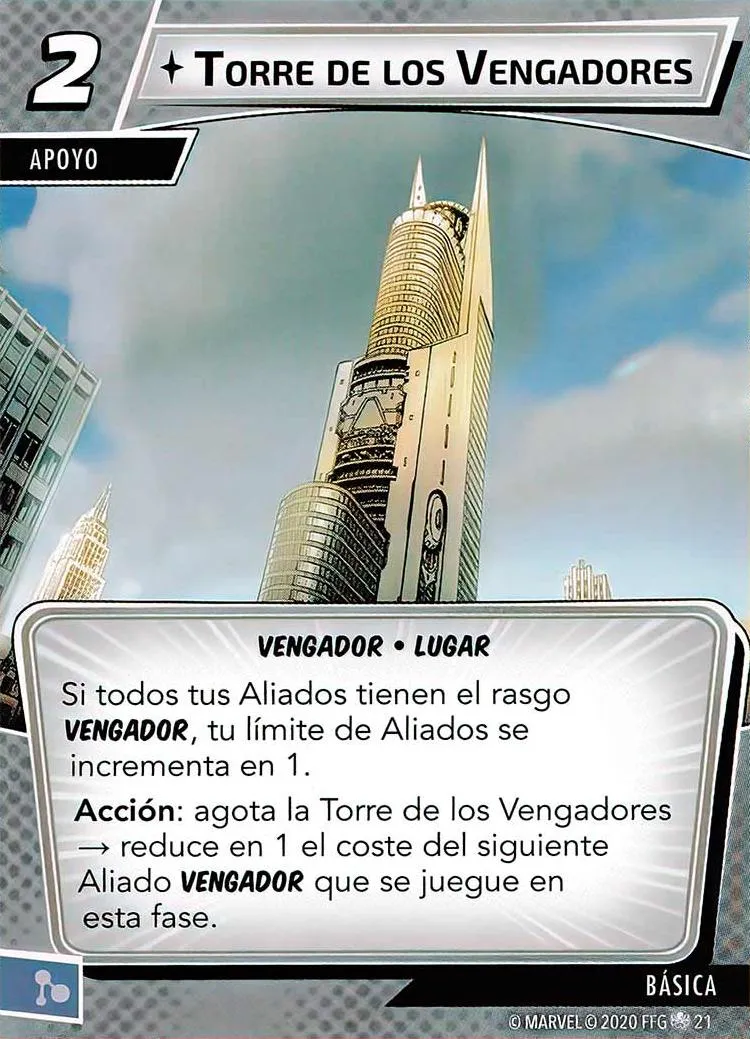 2
TORRE DE LOS VENGADORES
APOYO
VENGADOR • LUGAR
Si todos tus Aliados tienen el rasgo
VENGADOR, tu límite de Aliados se
incrementa en 1.
Acción: agota la Torre de los Vengadores
→ reduce en 1 el coste del siguiente
Aliado VENGADOR que se juegue en
esta fase.
BÁSICA
© MARVEL © 2020 FFG 21